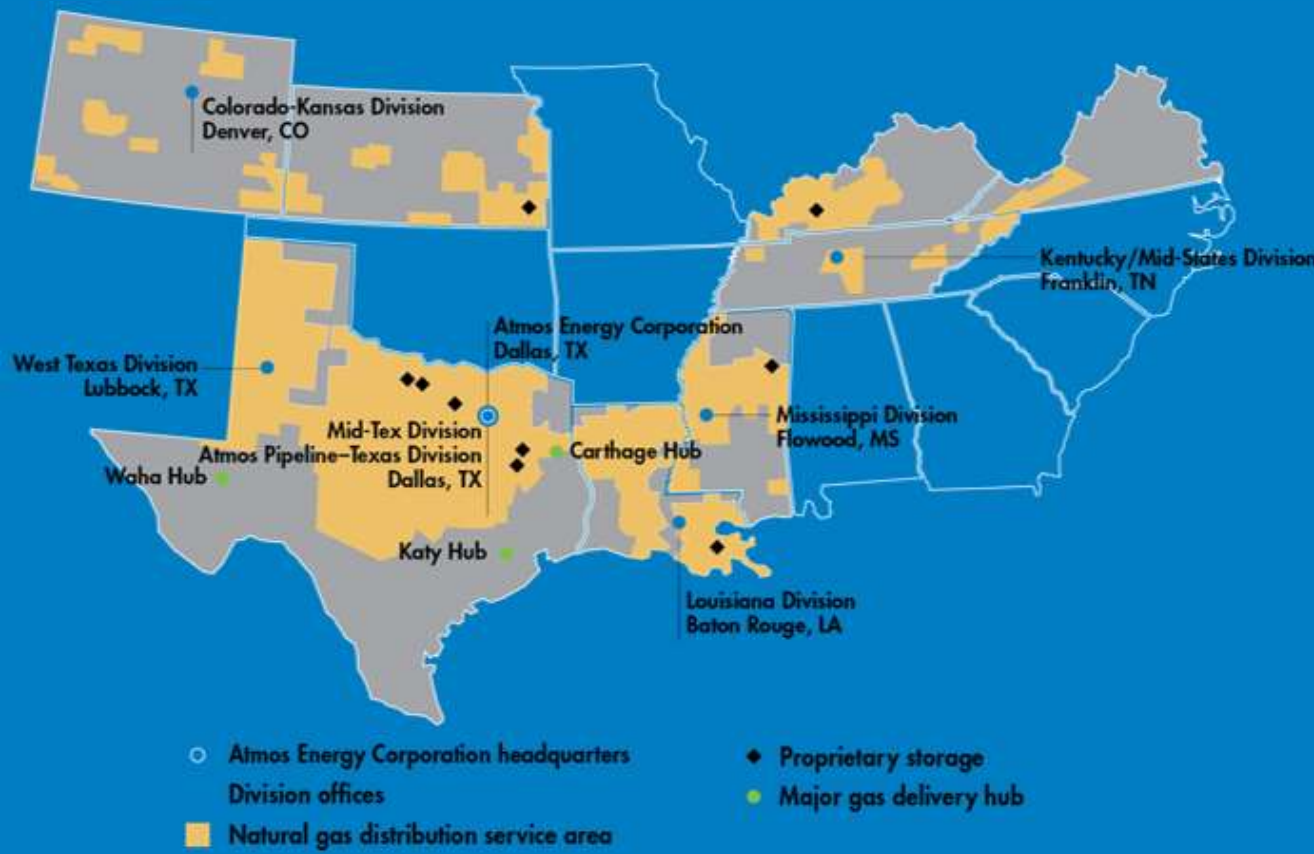 Colorado-Kansas Division
Denver, CO
Kentucky/Mid-States Division
Franklin, TN
Atmos Energy Corporation
Dallas, TX
West Texas Division
Lubbock, TX
Mid-Tex Division
Atmos Pipeline–Texas Division
Dallas, TX
Mississippi Division
Flowood, MS
Carthage Hub
Waha Hub
Katy Hub
Louisiana Division
Baton Rouge, LA
Atmos Energy Corporation headquarters
Division offices
Natural gas distribution service area
Proprietary storage
Major gas delivery hub